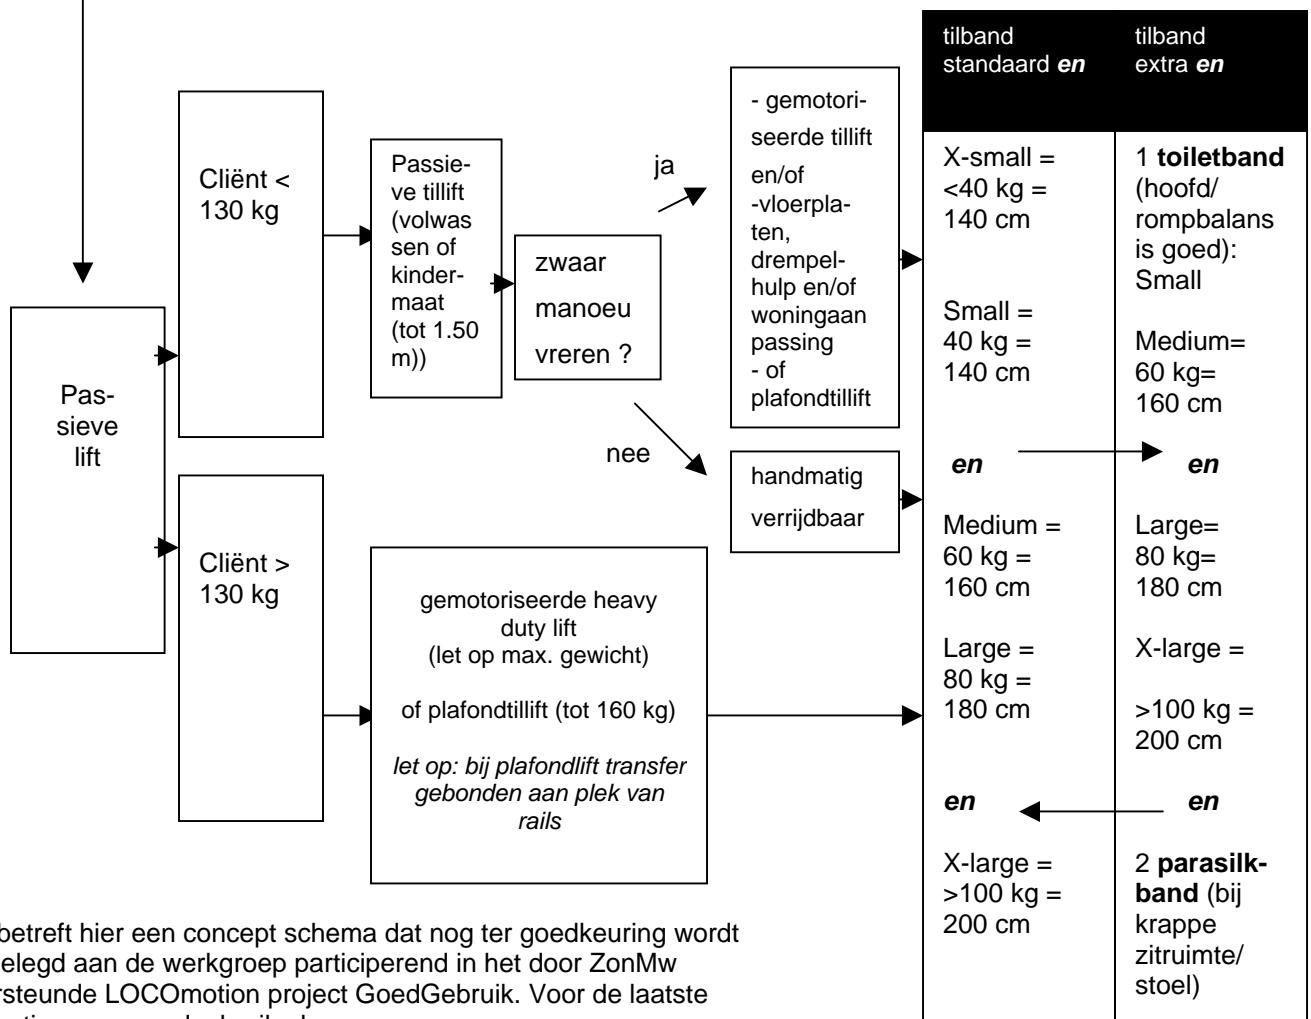 Pas-
sieve
lift
Cliënt <
130 kg
Passie-
ve tillift
(volwas
sen of
kinder-
maat
(tot 1.50
m))
zwaar
manoeu
vreren ?
ja
nee
- gemotori-
seerde tillift
en/of
-vloerpla-
ten,
drempel-
hulp en/of
woningaan
passing
- of
plafondtillift
handmatig
verrijdbaar
Cliënt >
130 kg
gemotoriseerde heavy
duty lift
(let op max. gewicht)
of plafondtillift (tot 160 kg)
let op: bij plafondlift transfer
gebonden aan plek van
rails
tilband
standaard en
X-small =
<40 kg =
140 cm
Small =
40 kg =
140 cm
en
Medium =
60 kg =
160 cm
Large =
80 kg =
180 cm
en
X-large =
>100 kg =
200 cm
tilband
extra en
1 toiletband
(hoofd/
rompbalans
is goed):
Small
Medium=
60 kg=
160 cm
en
Large=
80 kg=
180 cm
X-large =
>100 kg =
200 cm
en
2 parasilk-
band (bij
krappe
zitruimte/
stoel)
betreft hier een concept schema dat nog ter goedkeuring wordt
elegd aan de werkgroep participerend in het door ZonMw
rsteunde LOCOmotion project GoedGebruik. Voor de laatste